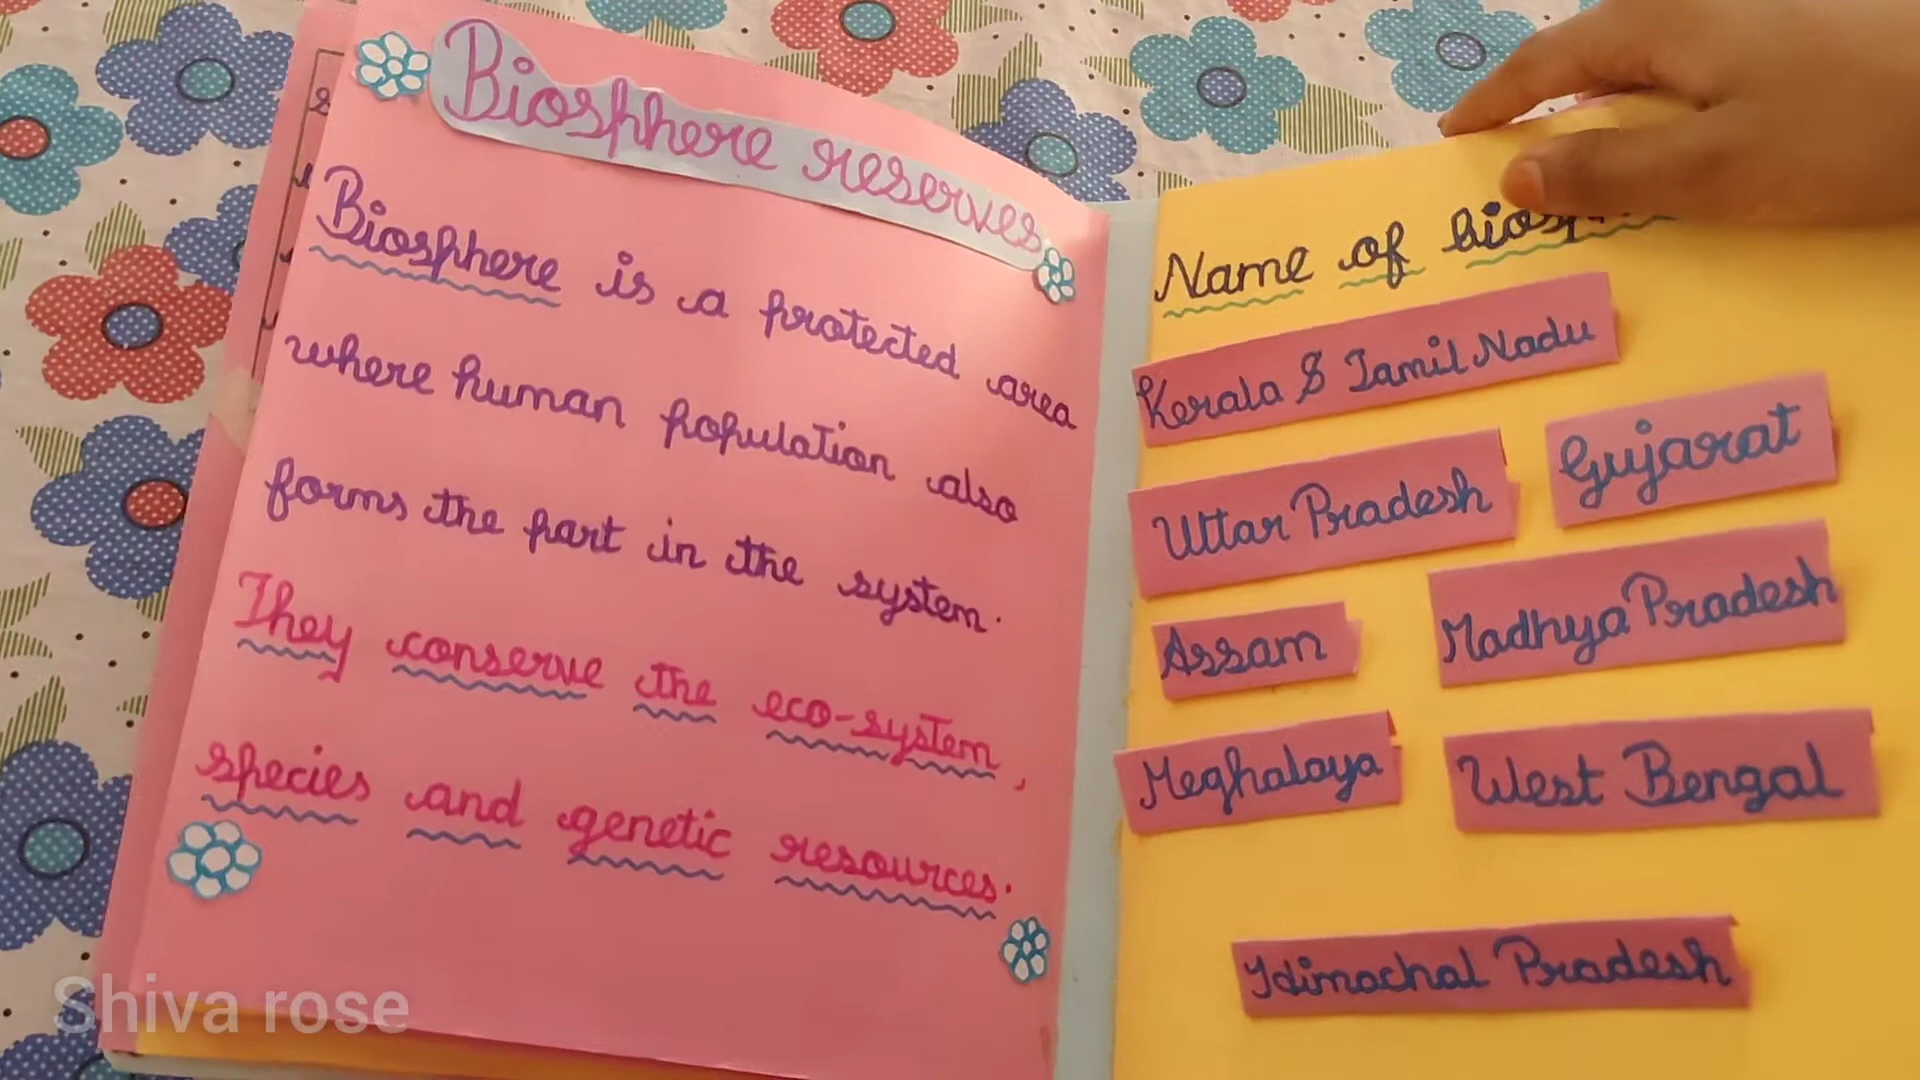 Biosphere reserves
Biosphere is a protected area
where human population also
forms the part in the system.
They conserve the eco-system,
species and genetic resources.
Name of
Kerala & Tamil Nadu
Uttar Pradesh
Gujarat
Assam
Madhya Pradesh
Meghalaya
West Bengal
Himachal Pradesh
Shiva rose